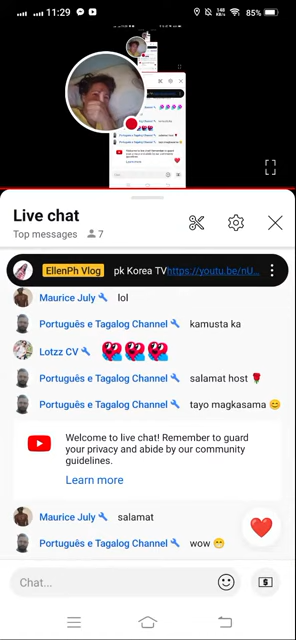 11:29
148
KB/s
85%
Live chat
Top messages 7
EllenPh Vlog pk Korea TVhttps://youtu.be/nU...
Maurice July lol
Português e Tagalog Channel kamusta ka
Lotzz CV
Português e Tagalog Channel salamat host 🌹
Português e Tagalog Channel tayo magkasama 😊
Welcome to live chat! Remember to guard
your privacy and abide by our community
guidelines.
Learn more
Maurice July salamat
Português e Tagalog Channel wow 😁
Chat...